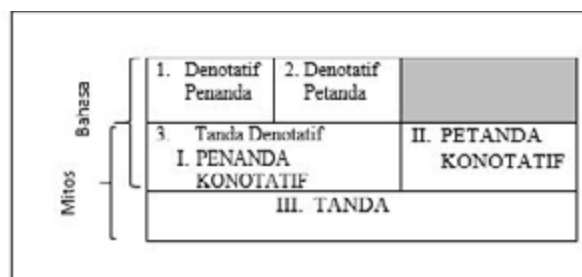 Bahasa
Mitos
1. Denotatif
Penanda
2. Denotatif
Petanda
3. Tanda Denotatif
I. PENANDA
KONOTATIF
II. PETANDA
KONOTATIF
III. TANDA